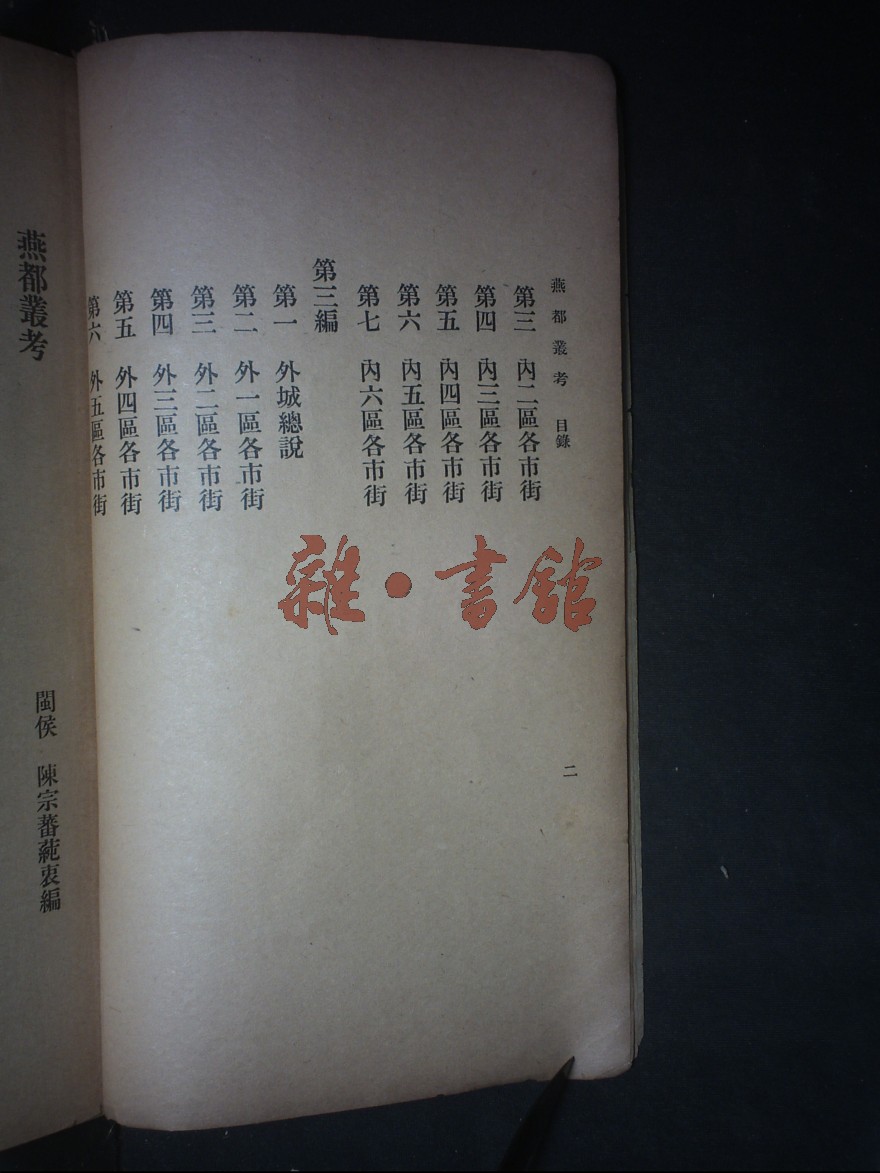 燕都叢考 目錄
第三 內二區各市街
第四 內三區各市街
第五 內四區各市街
第六 內五區各市街
第七 內六區各市街
第三編
第一 外城總說
第二 外一區各市街
第三 外二區各市街
第四 外三區各市街
第五 外四區各市街
第六 外五區各市街
二
燕都叢考
閩侯 陳宗蕃蒓衷編
雜·書館